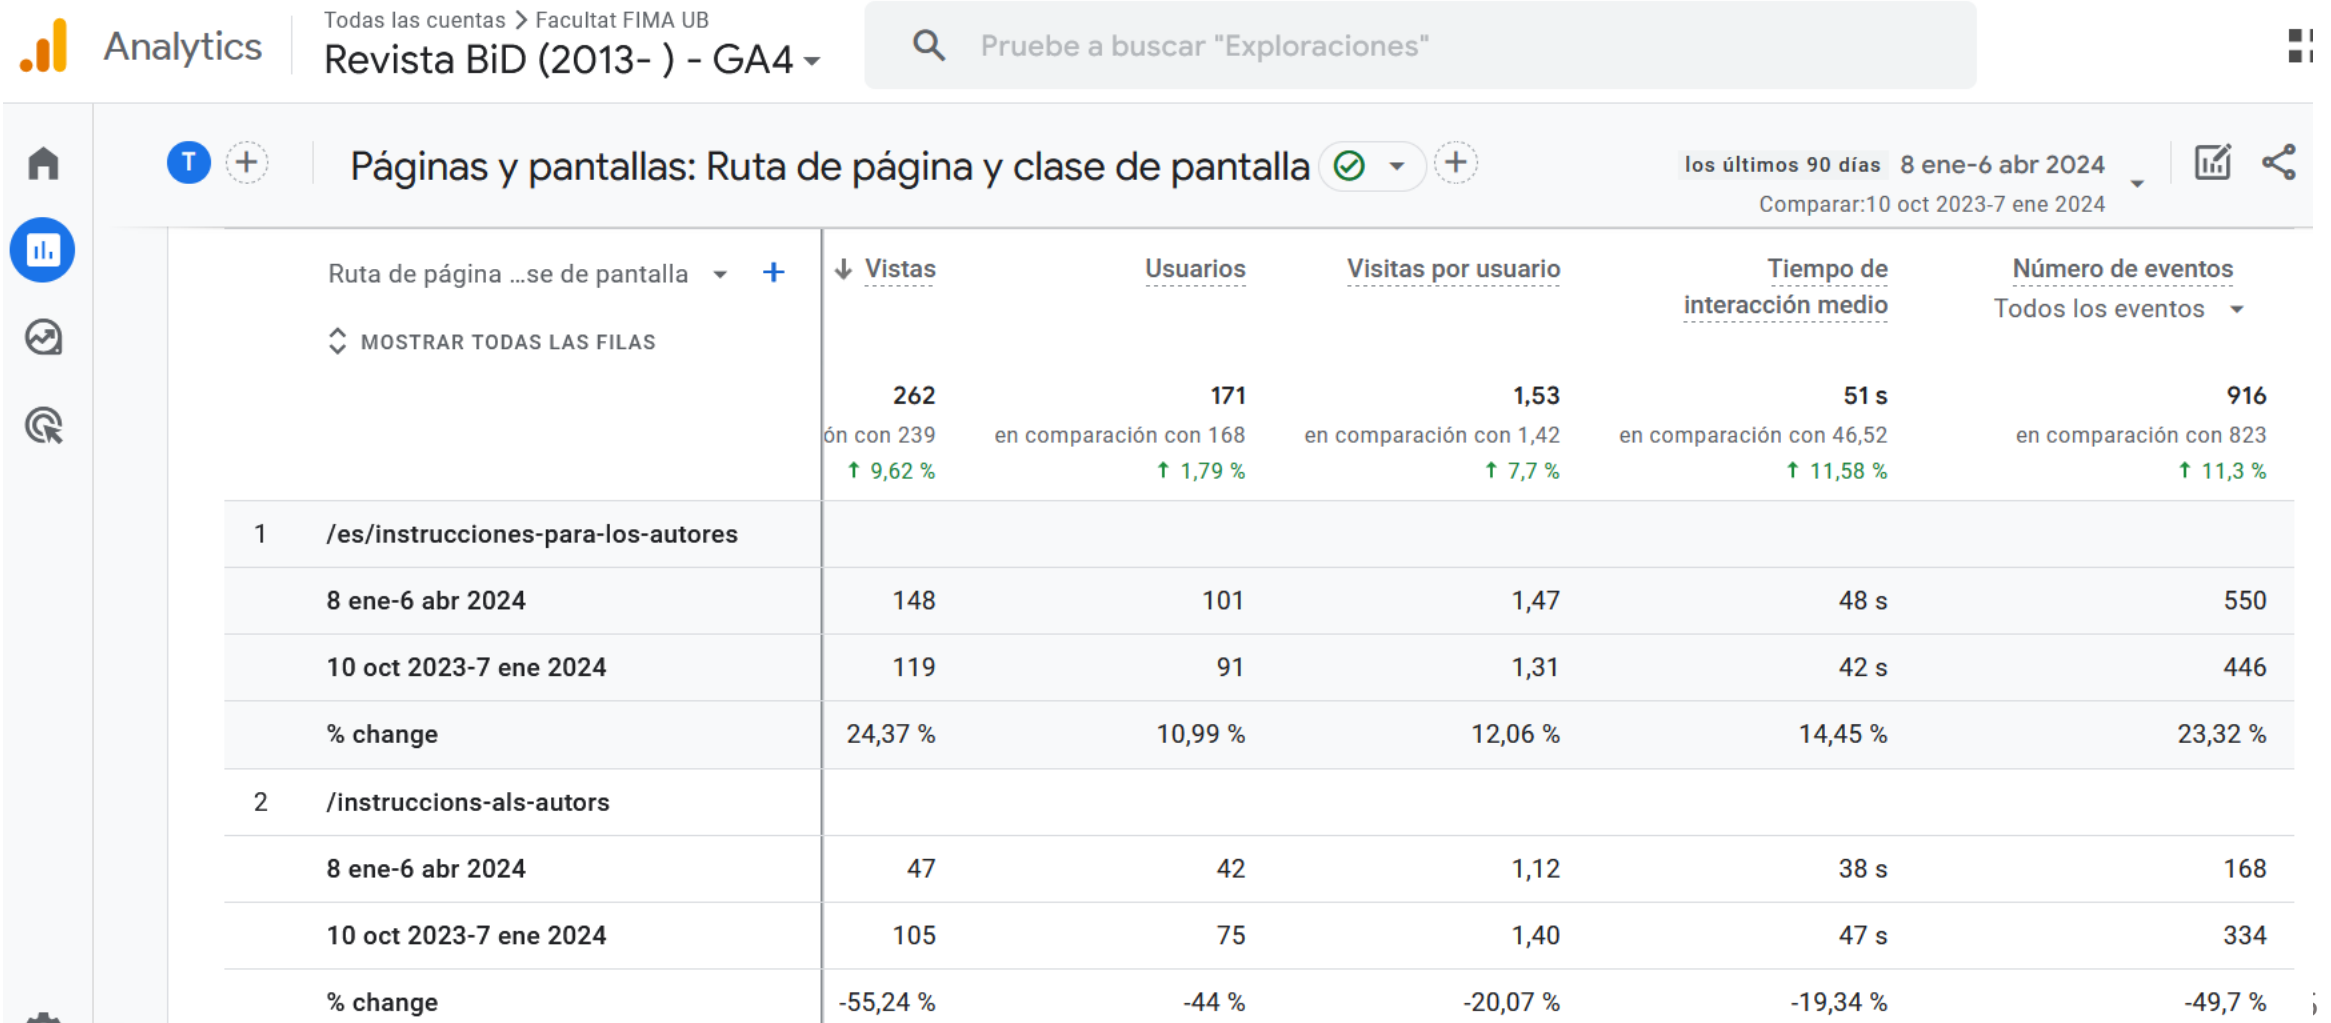 Analytics
Todas las cuentas > Facultat FIMA UB
Revista BiD (2013- ) - GA4
Pruebe a buscar "Exploraciones"
T
Páginas y pantallas: Ruta de página y clase de pantalla
los últimos 90 días 8 ene-6 abr 2024
Comparar:10 oct 2023-7 ene 2024
Ruta de página ...se de pantalla
MOSTRAR TODAS LAS FILAS
Vistas Usuarios Visitas por usuario Tiempo de interacción medio Número de eventos
Todos los eventos
262 171 1,53 51 s 916
ón con 239 en comparación con 168 en comparación con 1,42 en comparación con 46,52 en comparación con 823
↑ 9,62 % ↑ 1,79 % ↑ 7,7 % ↑ 11,58 % ↑ 11,3 %
1 /es/instrucciones-para-los-autores
8 ene-6 abr 2024 148 101 1,47 48 s 550
10 oct 2023-7 ene 2024 119 91 1,31 42 s 446
% change 24,37 % 10,99 % 12,06 % 14,45 % 23,32 %
2 /instruccions-als-autors
8 ene-6 abr 2024 47 42 1,12 38 s 168
10 oct 2023-7 ene 2024 105 75 1,40 47 s 334
% change -55,24 % -44 % -20,07 % -19,34 % -49,7 %